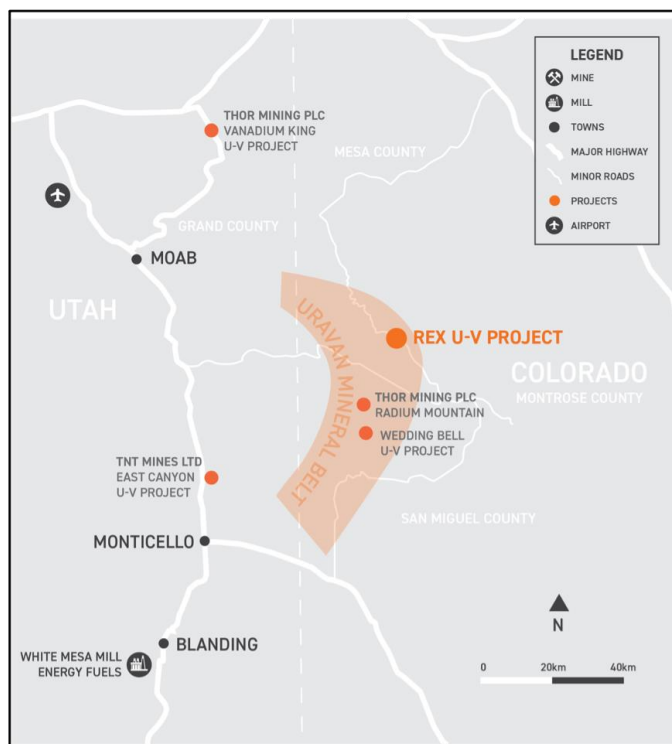 LEGEND
MINE
MILL
TOWNS
MAJOR HIGHWAY
MINOR ROADS
PROJECTS
AIRPORT
THOR MINING PLC
VANADIUM KING
U-V PROJECT
MESA COUNTY
GRAND COUNTY
MOAB
UTAH
URAVAN MINERAL BELT
REX U-V PROJECT
COLORADO
MONTROSE COUNTY
THOR MINING PLC
RADIUM MOUNTAIN
WEDDING BELL
U-V PROJECT
TNT MINES LTD
EAST CANYON
U-V PROJECT
SAN MIGUEL COUNTY
MONTICELLO
BLANDING
WHITE MESA MILL
ENERGY FUELS
N
0 20km 40km